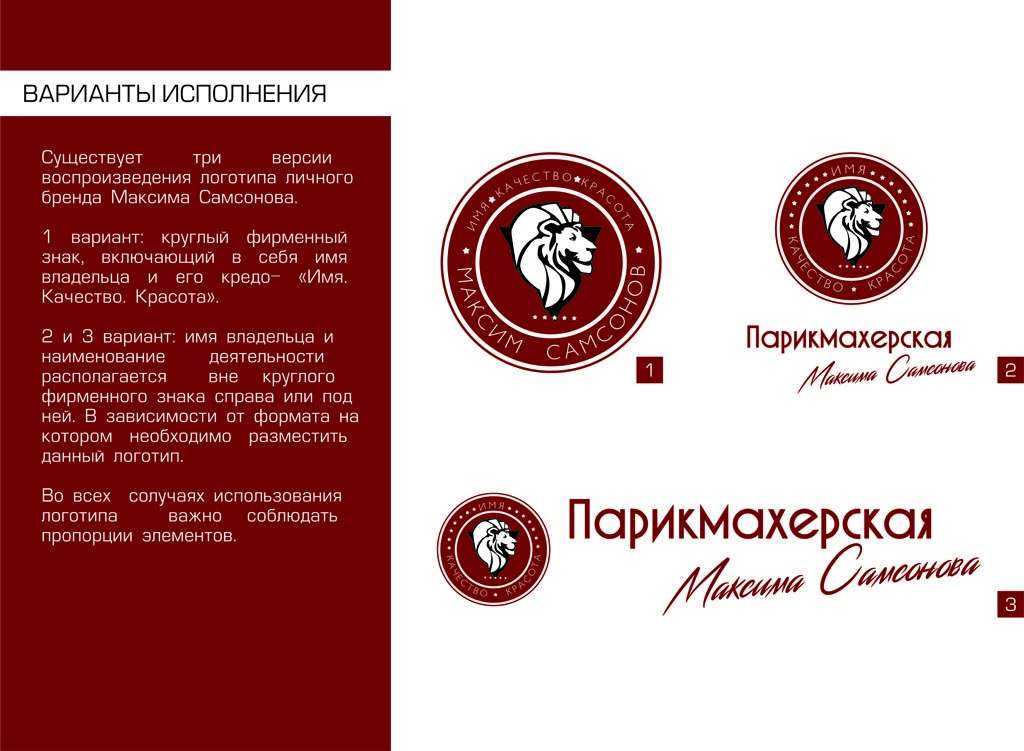 ВАРИАНТЫ ИСПОЛНЕНИЯ
Существует три версии
воспроизведения логотипа личного
бренда Максима Самсонова.
1 вариант: круглый фирменный
знак, включающий в себя имя
владельца и его кредо– «Имя.
Качество. Красота».
2 и 3 вариант: имя владельца и
наименование деятельности
располагается вне круглого
фирменного знака справа или под
ней. В зависимости от формата на
котором необходимо разместить
данный логотип.
Во всех солучаях использования
логотипа важно соблюдать
пропорции элементов.
ИМЯ★КАЧЕСТВО★КРАСОТА
МАКСИМ САМСОНОВ
1
ИМЯ
КАЧЕСТВО ★ КРАСОТА
Парикмахерская
Максима Самсонова
2
ИМЯ
КАЧЕСТВО ★ КРАСОТА
Парикмахерская
Максима Самсонова
3